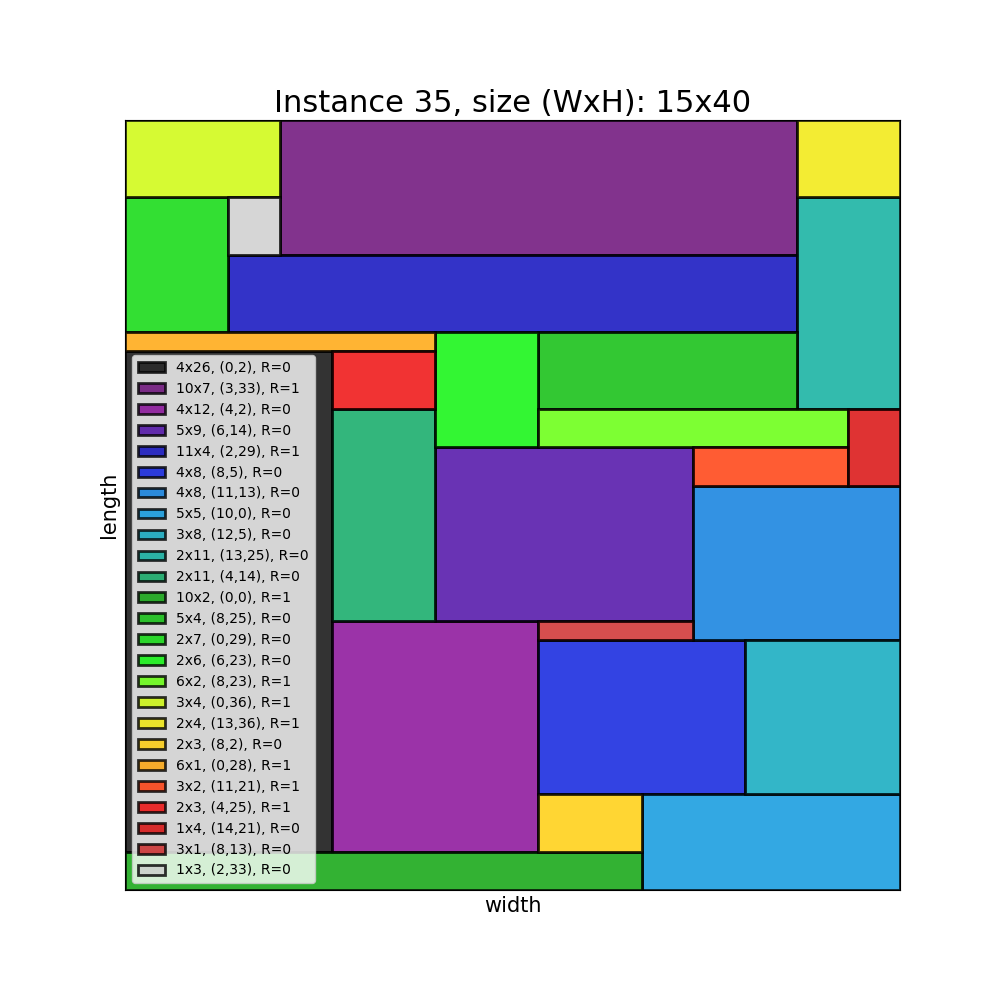 Instance 35, size (WxH): 15x40
length
4x26, (0,2), R=0
10x7, (3,33), R=1
4x12, (4,2), R=0
5x9, (6,14), R=0
11x4, (2,29), R=1
4x8, (8,5), R=0
4x8, (11,13), R=0
5x5, (10,0), R=0
3x8, (12,5), R=0
2x11, (13,25), R=0
2x11, (4,14), R=0
10x2, (0,0), R=1
5x4, (8,25), R=0
2x7, (0,29), R=0
2x6, (6,23), R=0
6x2, (8,23), R=1
3x4, (0,36), R=1
2x4, (13,36), R=1
2x3, (8,2), R=0
6x1, (0,28), R=1
3x2, (11,21), R=1
2x3, (4,25), R=1
1x4, (14,21), R=0
3x1, (8,13), R=0
1x3, (2,33), R=0
width